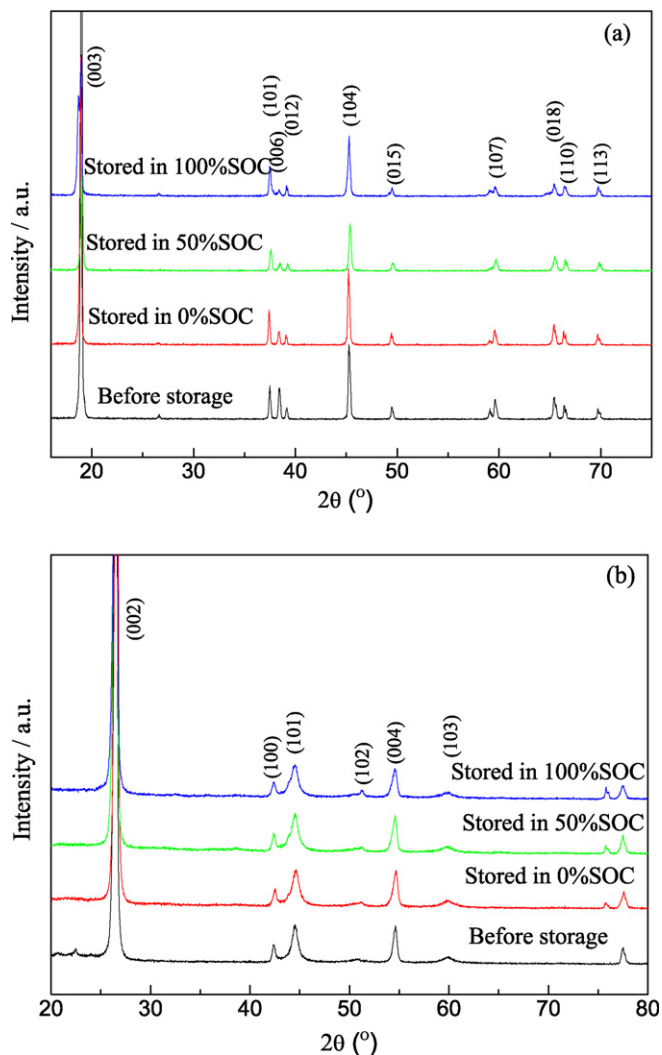 (a)
(003)
(101)
(012)
(006)
(104)
(015)
(107)
(018)
(110)
(113)
Stored in 100%SOC
Stored in 50%SOC
Stored in 0%SOC
Before storage
Intensity / a.u.
20 30 40 50 60 70
2θ (°)
(b)
(002)
(100)
(101)
(102)
(004)
(103)
Stored in 100%SOC
Stored in 50%SOC
Stored in 0%SOC
Before storage
Intensity / a.u.
20 30 40 50 60 70 80
2θ (°)